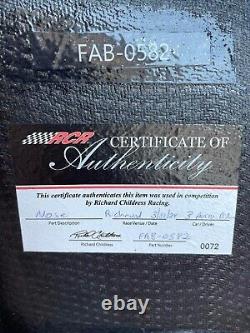 FAB-0582
RCR
CERTIFICATE OF
Authenticity
This certificate authenticates this item was used in competition
by Richard Childress Racing.
Nose Richmond
Part Description Race/Venue / Date Car / Driver
FAB-0582
Richard Childress Part Number 0072